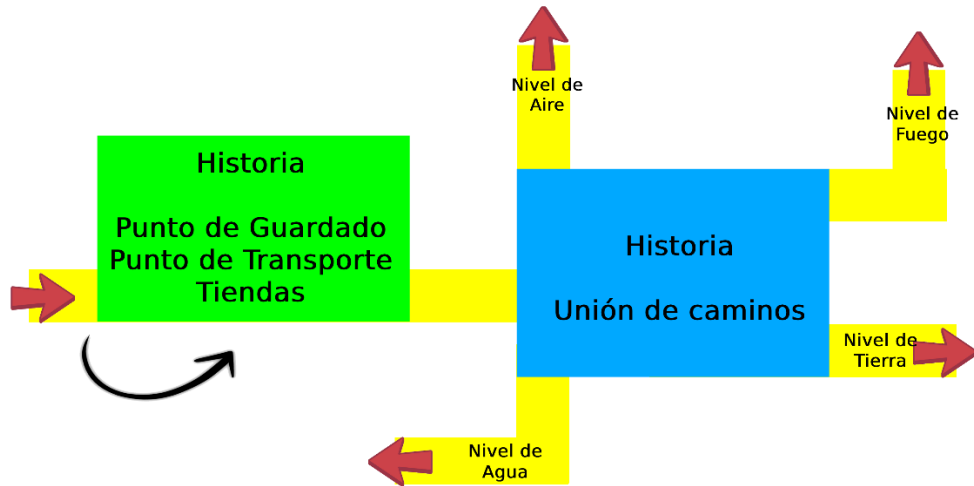 Historia
Punto de Guardado
Punto de Transporte
Tiendas
Nivel de
Aire
Nivel de
Fuego
Historia
Unión de caminos
Nivel de
Tierra
Nivel de
Agua